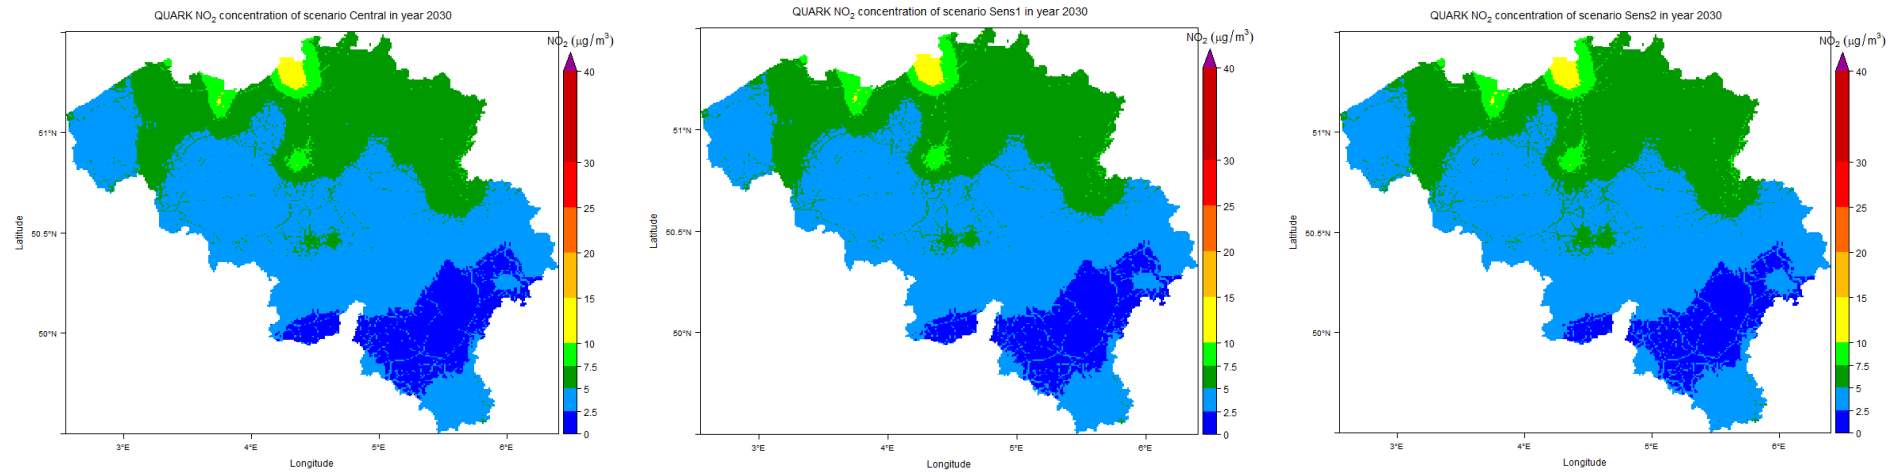 QUARK NO2 concentration of scenario Central in year 2030
NO2 (μg/m3)
40
30
25
20
15
10
7.5
5
2.5
0
51°N
50.5°N
50°N
Latitude
3°E
4°E
5°E
6°E
Longitude
QUARK NO2 concentration of scenario Sens1 in year 2030
NO2 (μg/m3)
40
30
25
20
15
10
7.5
5
2.5
0
51°N
50.5°N
50°N
Latitude
3°E
4°E
5°E
6°E
Longitude
QUARK NO2 concentration of scenario Sens2 in year 2030
NO2 (μg/m3)
40
30
25
20
15
10
7.5
5
2.5
0
51°N
50.5°N
50°N
Latitude
3°E
4°E
5°E
6°E
Longitude